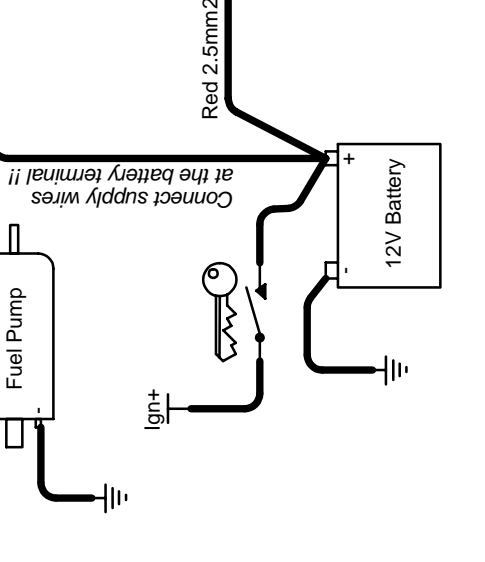 Red 2.5mm2
Connect supply wires
at the battery terminal !!
+
12V Battery
-
Fuel Pump
-
Ign+